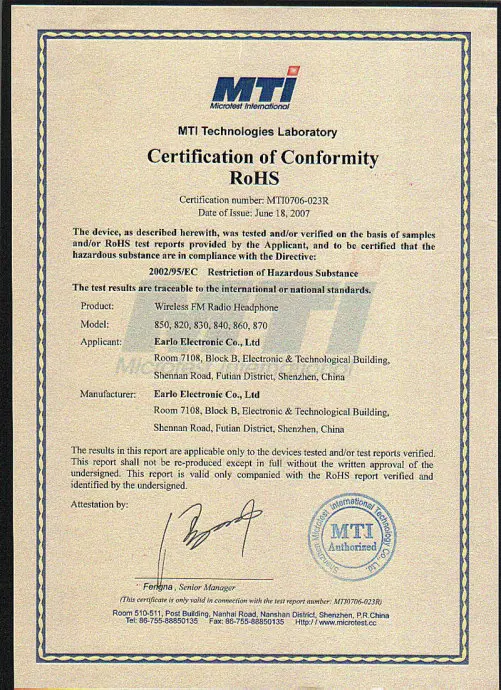 MTI
Microtest International
MTI Technologies Laboratory
Certification of Conformity
RoHS
Certification number: MTI0706-023R
Date of Issue: June 18, 2007
The device, as described herewith, was tested and/or verified on the basis of samples
and/or RoHS test reports provided by the Applicant, and to be certified that the
hazardous substance are in compliance with the Directive:
2002/95/EC Restriction of Hazardous Substance
The test results are traceable to the international or national standards.
Product: Wireless FM Radio Headphone
Model: 850, 820, 830, 840, 860, 870
Applicant: Earlo Electronic Co., Ltd
Room 7108, Block B, Electronic & Technological Building,
Shennan Road, Futian District, Shenzhen, China
Manufacturer: Earlo Electronic Co., Ltd
Room 7108, Block B, Electronic & Technological Building,
Shennan Road, Futian District, Shenzhen, China
MTI
Microtest International
The results in this report are applicable only to the devices tested and/or test reports verified.
This report shall not be re-produced except in full without the written approval of the
undersigned. This report is valid only companied with the RoHS report verified and
identified by the undersigned.
Attestation by:
Shenzhen Microtest International Technology Co., Ltd.
MTI
Authorized
Fengna , Senior Manager
(This certificate is only valid in connection with the test report number: MTI0706-023R)
Room 510-511, Post Building, Nanhai Road, Nanshan District, Shenzhen, P.R.China
Tel: 86-755-88850135 Fax: 86-755-88850135 Http://www.microtest.cc